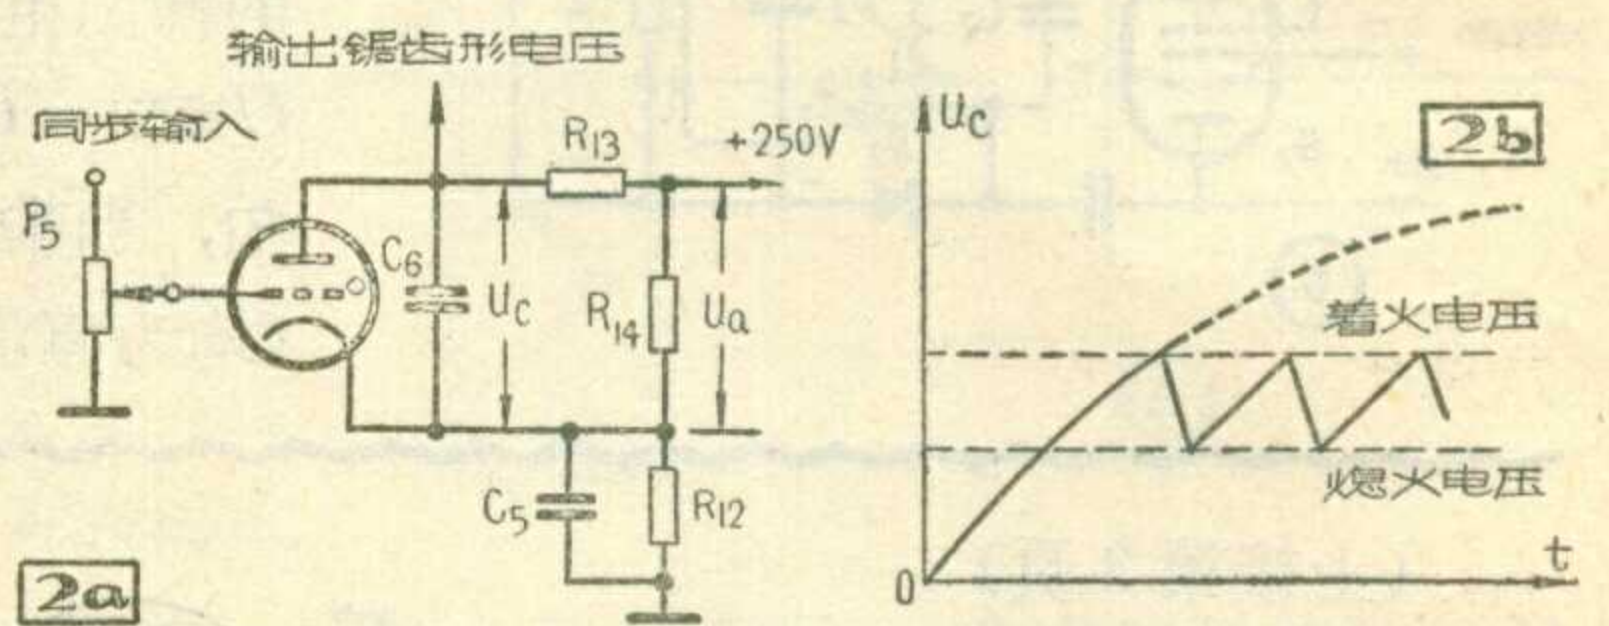 输出锯齿形电压
同步输入
P5
R13
+250V
C6
Uc
R14
Ua
C5
R12
2a
Uc
2b
着火电压
熄火电压
0
t